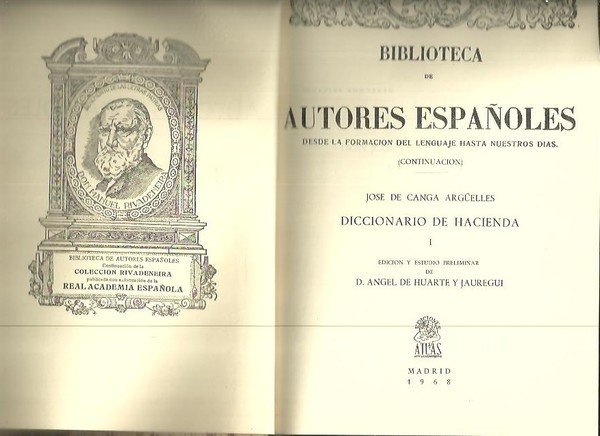 DON MANUEL RIVADENEIRA
BIBLIOTECA DE AUTORES ESPAÑOLES
Continuación de la
COLECCION RIVADENEIRA
publicada con autorización de la
REAL ACADEMIA ESPAÑOLA
BIBLIOTECA
DE
AUTORES ESPAÑOLES
DESDE LA FORMACION DEL LENGUAJE HASTA NUESTROS DIAS.
(CONTINUACION)
JOSE DE CANGA ARGÜELLES
DICCIONARIO DE HACIENDA
I
EDICION Y ESTUDIO PRELIMINAR
DE
D. ANGEL DE HUARTE Y JAUREGUI
EDICIONES
ATLAS
MADRID
1968